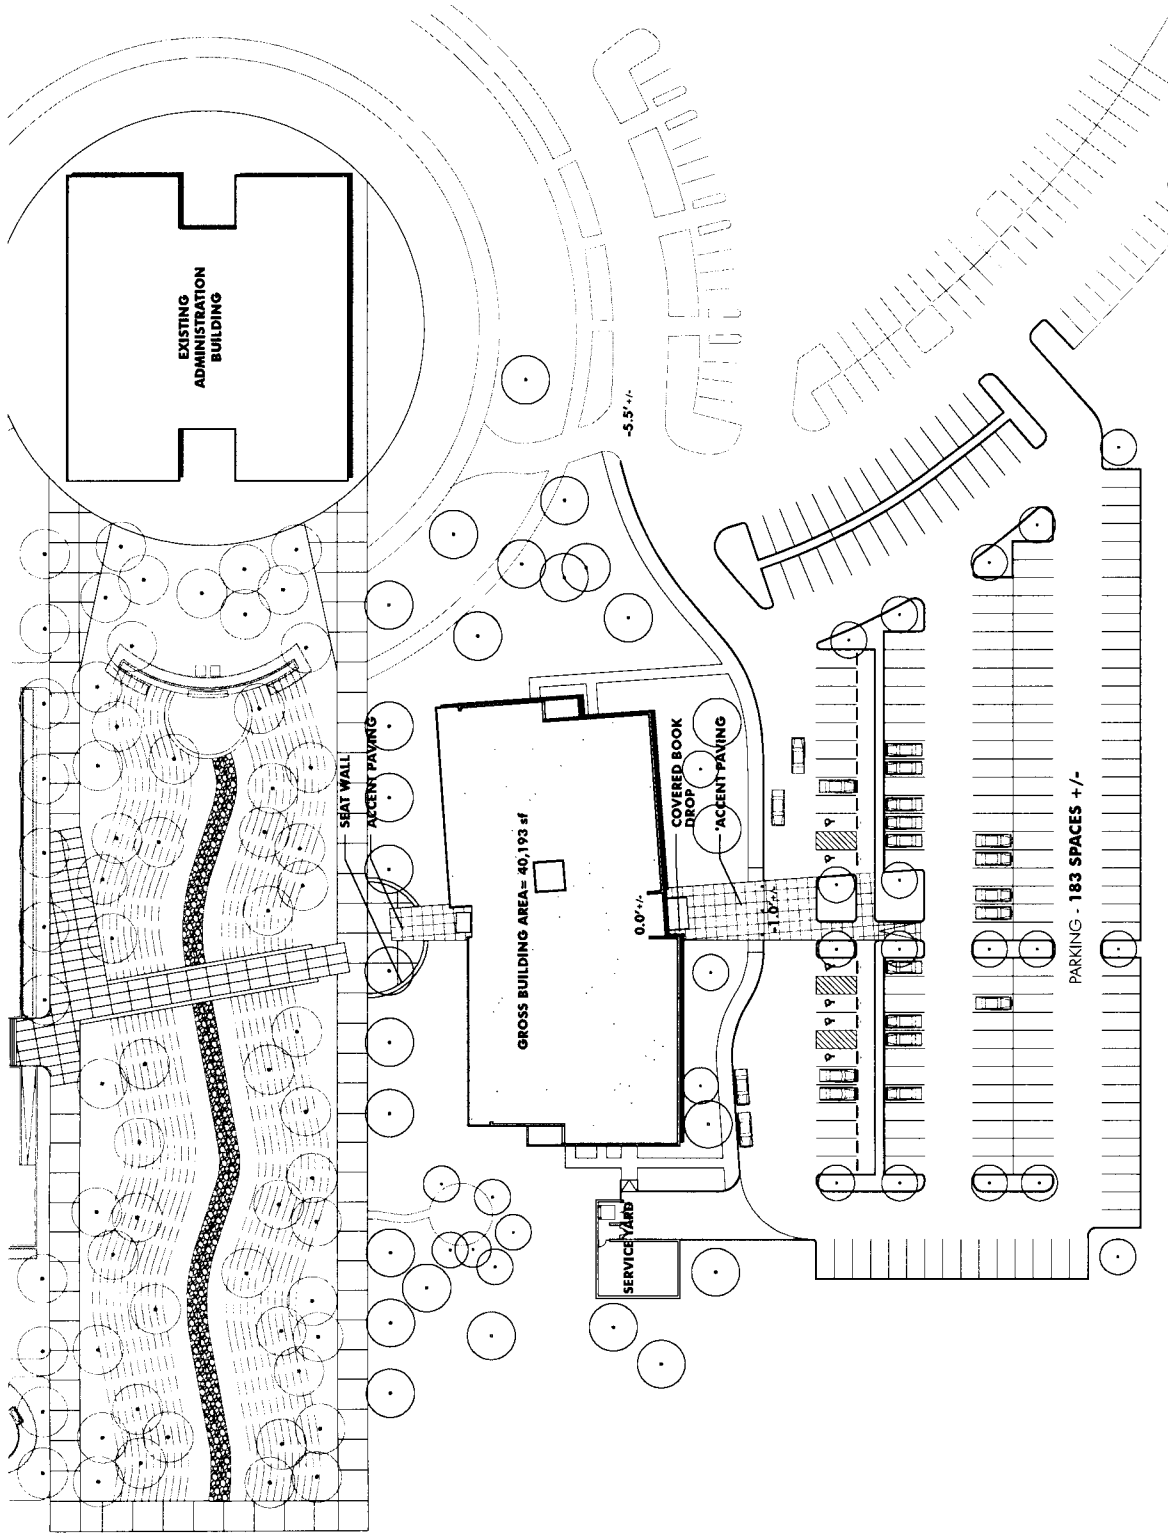 EXISTING
ADMINISTRATION
BUILDING
-5.5'+/-
SEAT WALL
ACCENT PAVING
GROSS BUILDING AREA= 40,193 sf
COVERED BOOK
DROP
ACCENT PAVING
0.0'+/-
-1.0'+/-
PARKING - 183 SPACES +/-
SERVICE YARD